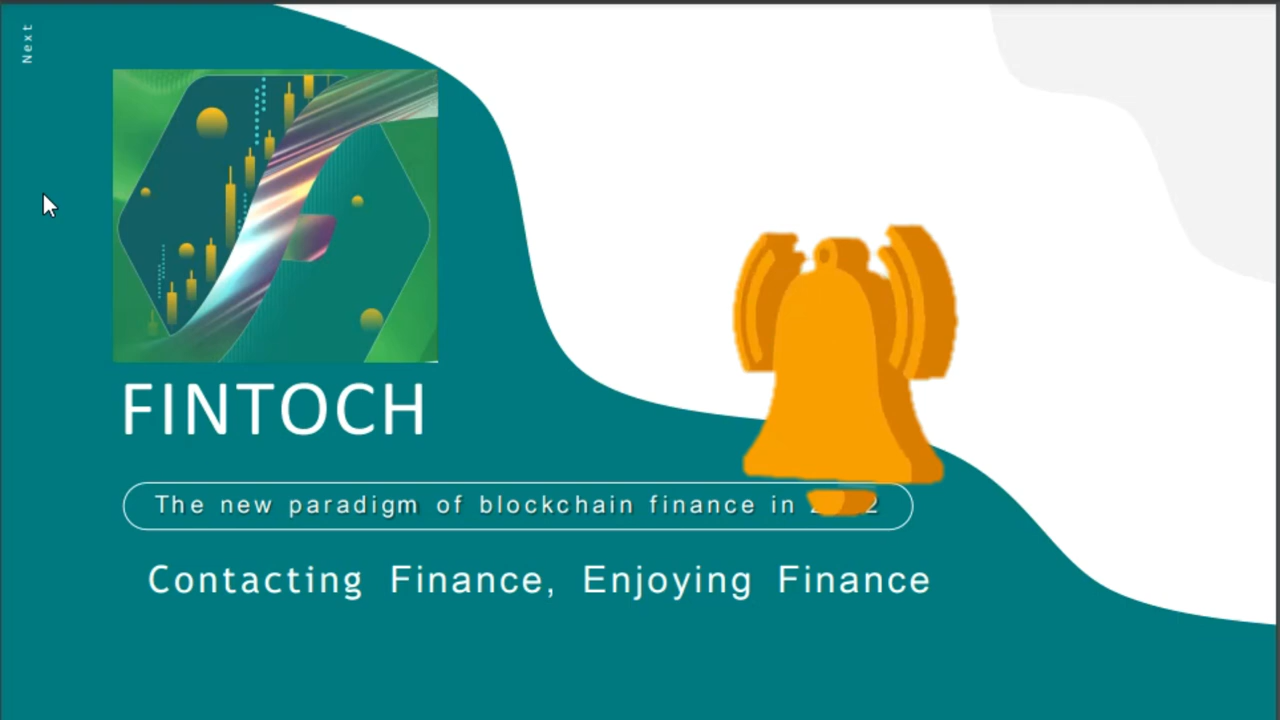 Next
FINTOCH
The new paradigm of blockchain finance in
Contacting Finance, Enjoying Finance